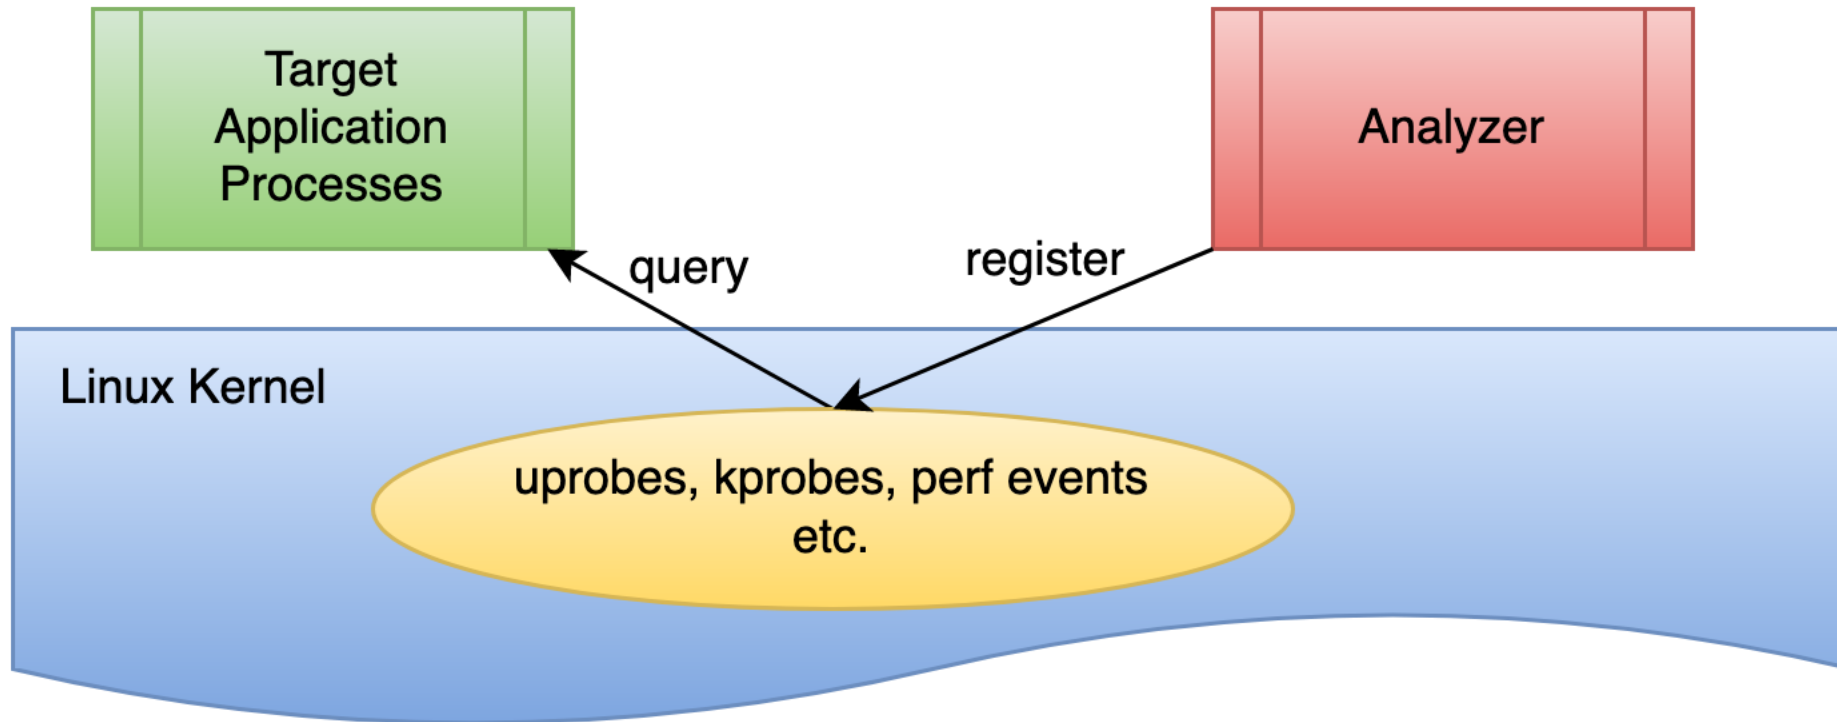 Target
Application
Processes
Analyzer
query
register
Linux Kernel
uprobes, kprobes, perf events
etc.